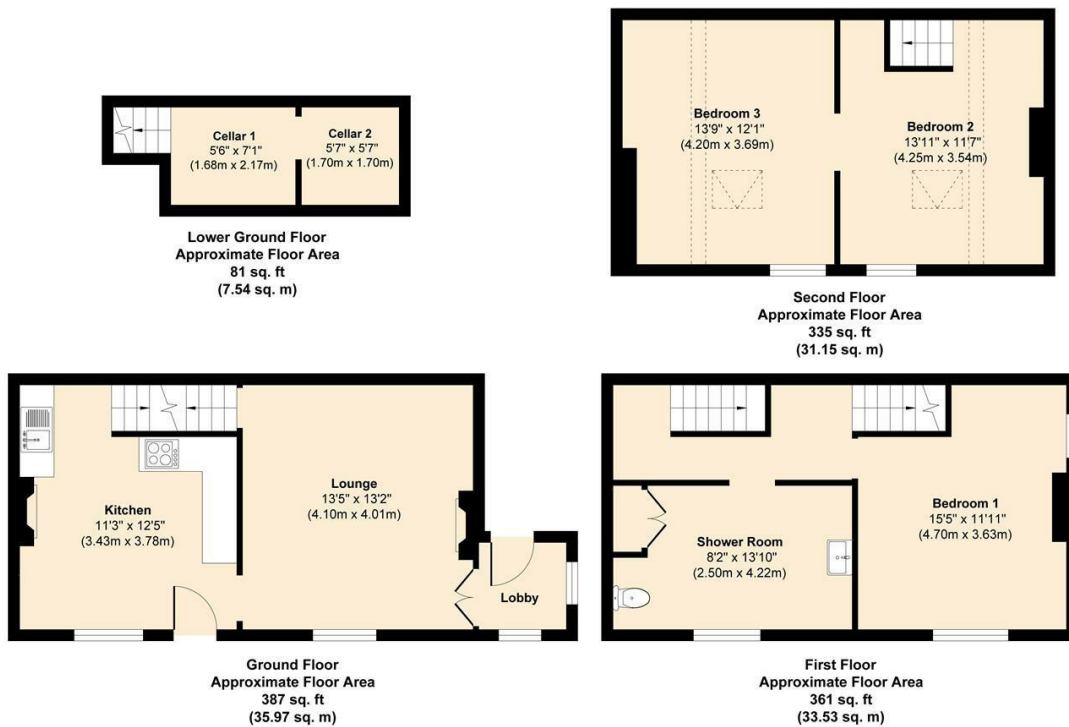 Cellar 1
5'6" x 7'1"
(1.68m x 2.17m)
Cellar 2
5'7" x 5'7"
(1.70m x 1.70m)
Lower Ground Floor
Approximate Floor Area
81 sq. ft
(7.54 sq. m)
Bedroom 3
13'9" x 12'1"
(4.20m x 3.69m)
Bedroom 2
13'11" x 11'7"
(4.25m x 3.54m)
Second Floor
Approximate Floor Area
335 sq. ft
(31.15 sq. m)
Kitchen
11'3" x 12'5"
(3.43m x 3.78m)
Lounge
13'5" x 13'2"
(4.10m x 4.01m)
Lobby
Ground Floor
Approximate Floor Area
387 sq. ft
(35.97 sq. m)
Shower Room
8'2" x 13'10"
(2.50m x 4.22m)
Bedroom 1
15'5" x 11'11"
(4.70m x 3.63m)
First Floor
Approximate Floor Area
361 sq. ft
(33.53 sq. m)